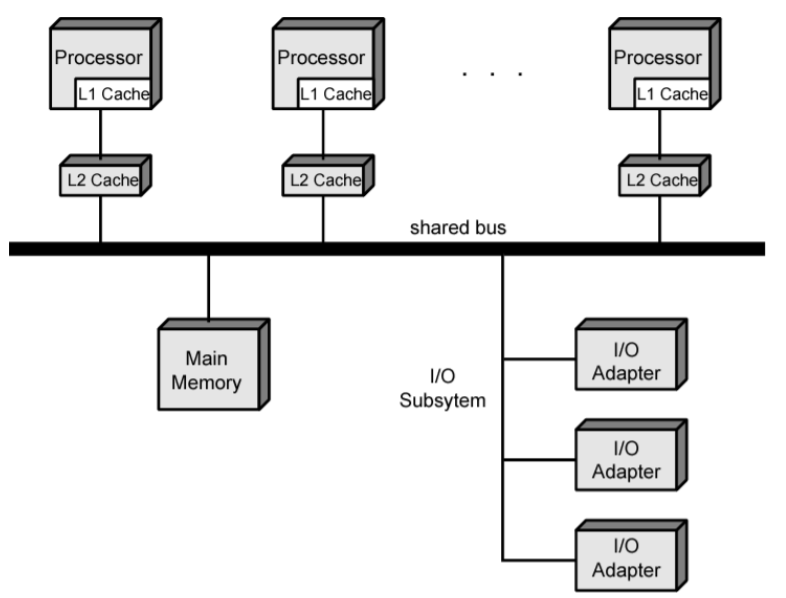 Processor
L1 Cache
Processor
L1 Cache
. . .
Processor
L1 Cache
L2 Cache
L2 Cache
L2 Cache
shared bus
Main
Memory
I/O
Subsytem
I/O
Adapter
I/O
Adapter
I/O
Adapter